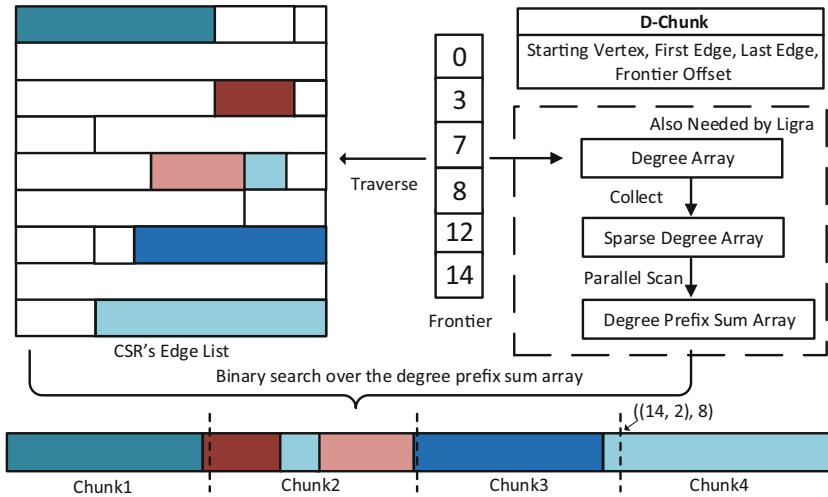 D-Chunk
Starting Vertex, First Edge, Last Edge,
Frontier Offset
0
3
7
8
12
14
Frontier
Traverse
Also Needed by Ligra
Degree Array
Collect
Sparse Degree Array
Parallel Scan
Degree Prefix Sum Array
CSR's Edge List
Binary search over the degree prefix sum array
((14, 2), 8)
Chunk1
Chunk2
Chunk3
Chunk4